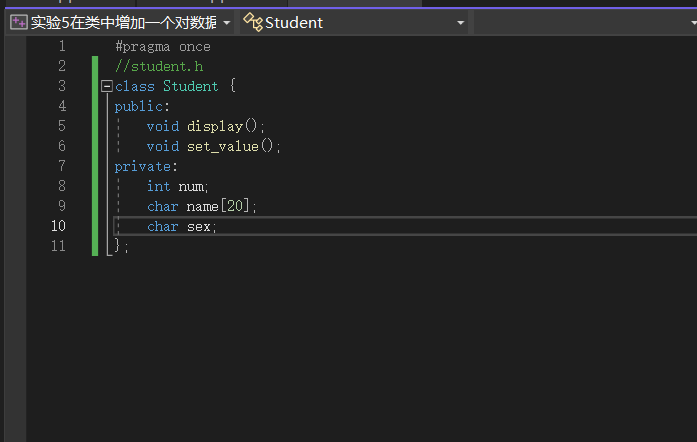 实验5在类中增加一个对数据 Student
1 #pragma once
2 //student.h
3 class Student {
4 public:
5 void display();
6 void set_value();
7 private:
8 int num;
9 char name[20];
10 char sex;
11 };